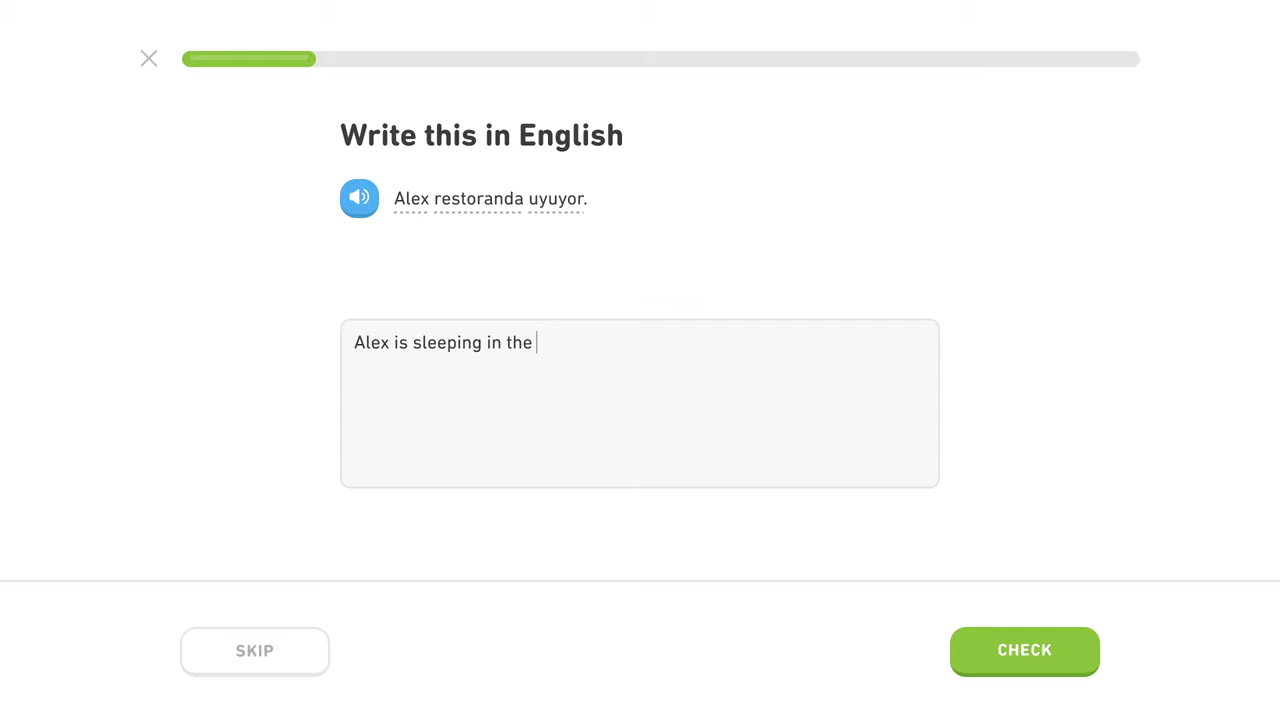 Write this in English
Alex restoranda uyuyor.
Alex is sleeping in the
SKIP
CHECK